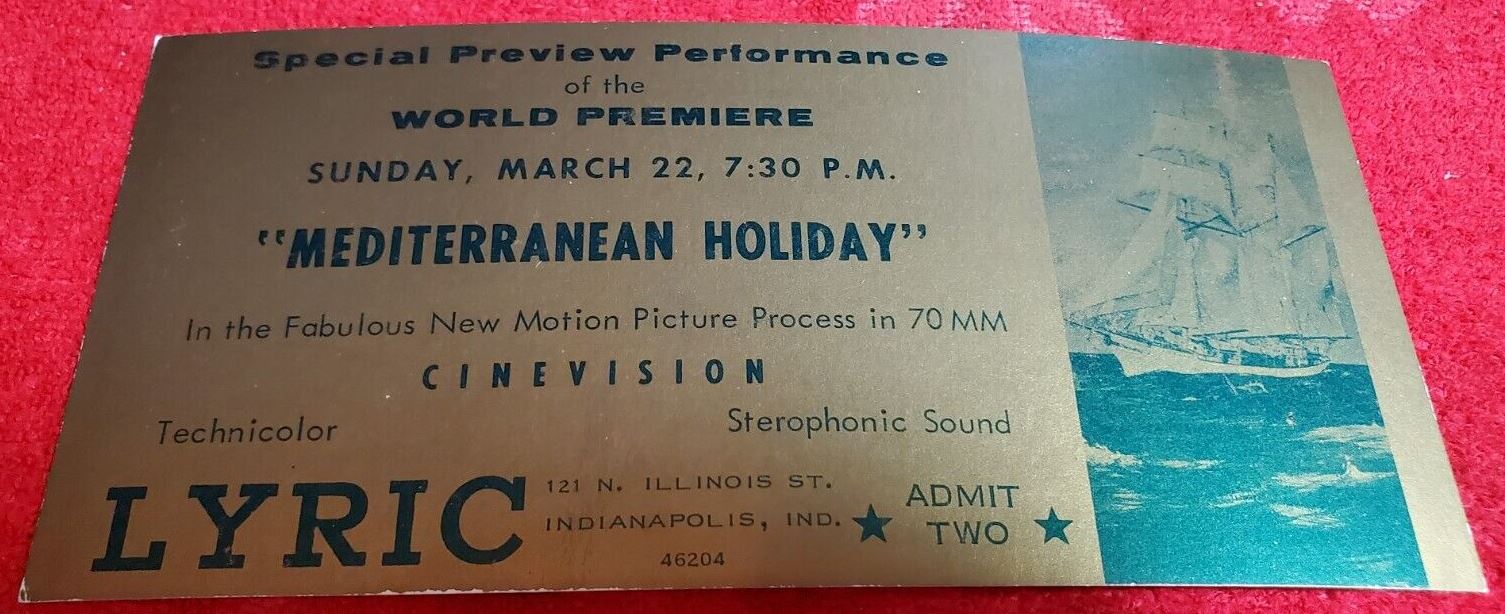 Special Preview Performance
of the
WORLD PREMIERE
SUNDAY, MARCH 22, 7:30 P.M.
"MEDITERRANEAN HOLIDAY"
In the Fabulous New Motion Picture Process in 70 MM
CINEVISION
Technicolor
Sterophonic Sound
LYRIC
121 N. ILLINOIS ST.
INDIANAPOLIS, IND.
46204
★ ADMIT ★
TWO